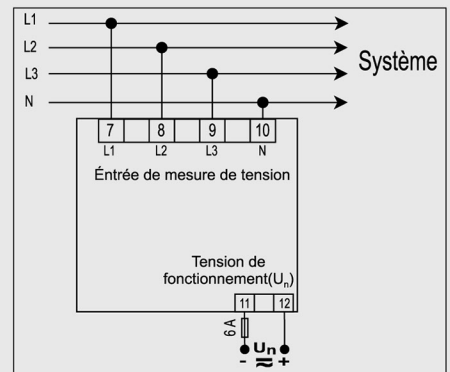 L1
L2
L3
N
Système
7 8 9 10
L1 L2 L3 N
Éntrée de mesure de tension
Tension de
fonctionnement(Un)
11 12
6 A
Un
- ≂ +